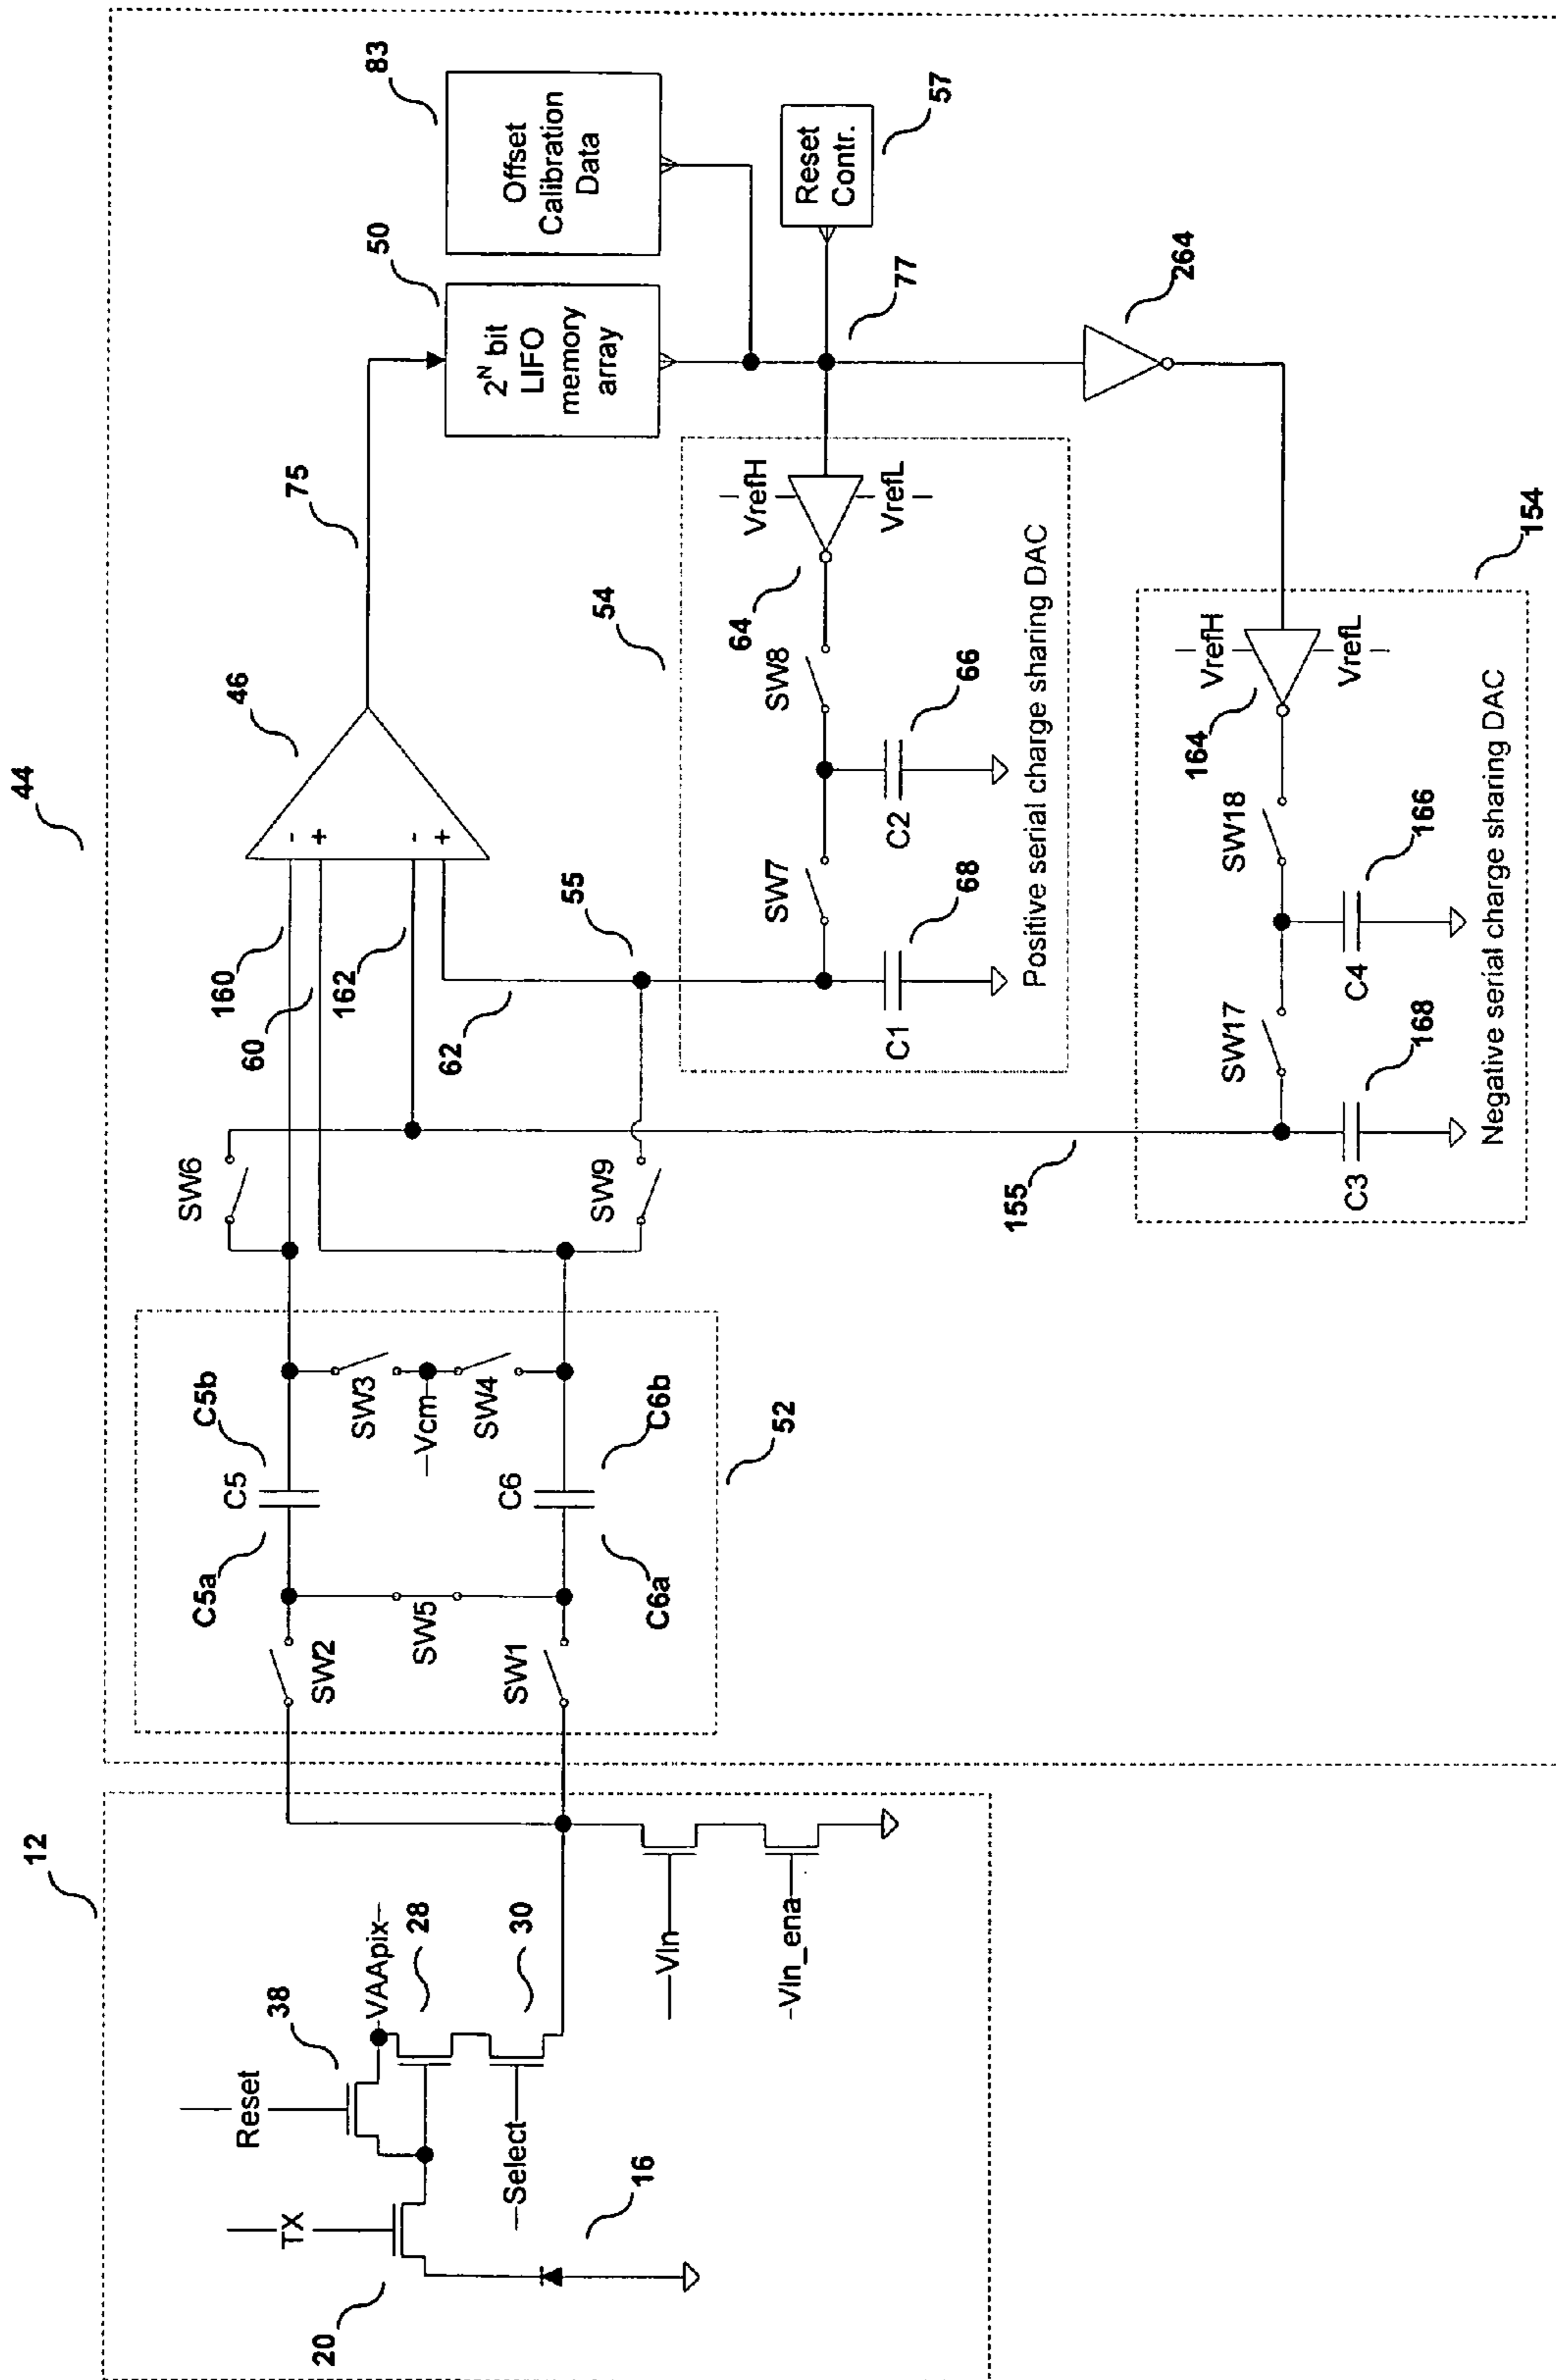 12
44
TX
20
Reset
38
VAApix
28
30
Select
16
VIn
VIn_ena
SW2
SW1
SW5
C5a
C5
C5b
C6a
C6
C6b
SW3
Vcm
SW4
52
SW6
SW9
160
60
162
62
-
+
-
+
46
75
55
155
50
2N bit
LIFO
memory
array
83
Offset
Calibration
Data
Reset
Contr.
57
77
54
VrefH
VrefL
64
SW8
SW7
66
C2
68
C1
Positive serial charge sharing DAC
264
154
VrefH
VrefL
164
SW18
SW17
166
C4
168
C3
Negative serial charge sharing DAC